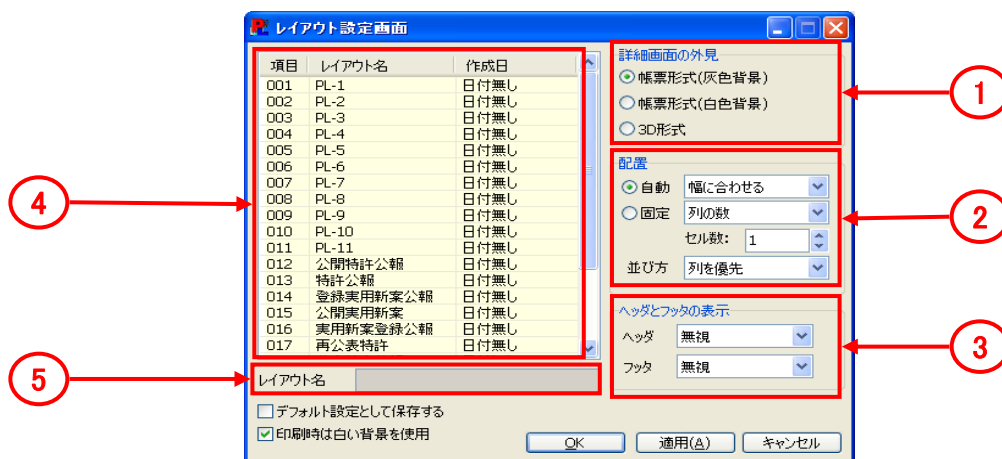 レイアウト設定画面
項目 レイアウト名 作成日
001 PL-1 日付無し
002 PL-2 日付無し
003 PL-3 日付無し
004 PL-4 日付無し
005 PL-5 日付無し
006 PL-6 日付無し
007 PL-7 日付無し
008 PL-8 日付無し
009 PL-9 日付無し
010 PL-10 日付無し
011 PL-11 日付無し
012 公開特許公報 日付無し
013 特許公報 日付無し
014 登録実用新案公報 日付無し
015 公開実用新案 日付無し
016 実用新案登録公報 日付無し
017 再公表特許 日付無し
レイアウト名
デフォルト設定として保存する
印刷時は白い背景を使用
詳細画面の外見
帳票形式(灰色背景)
帳票形式(白色背景)
3D形式
配置
自動 幅に合わせる
固定 列の数
セル数: 1
並び方 列を優先
ヘッダとフッタの表示
ヘッダ 無視
フッタ 無視
OK 適用(A) キャンセル
1
2
3
4
5